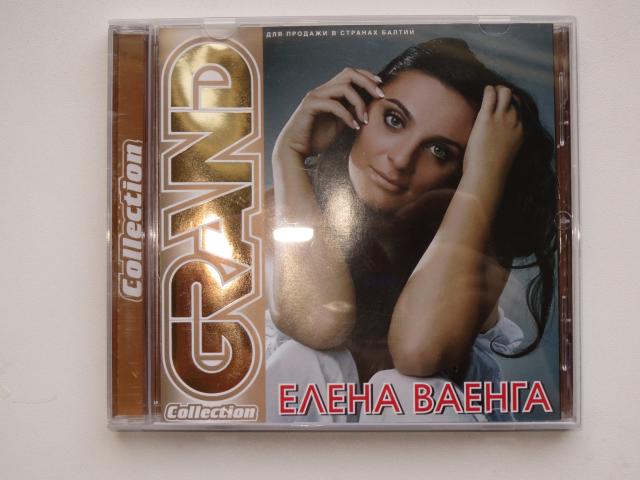 Collection
GRAND
Collection
ДЛЯ ПРОДАЖИ В СТРАНАХ БАЛТИИ
ЕЛЕНА ВАЕНГА